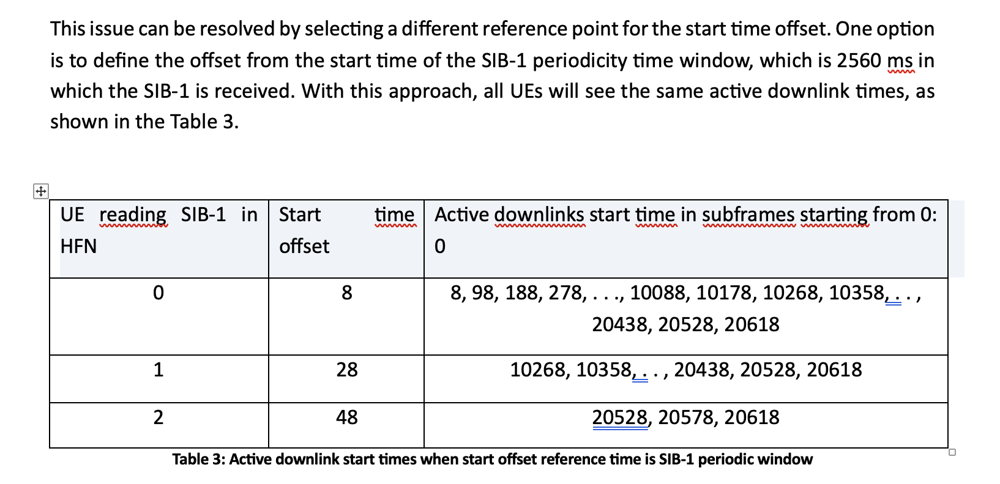 This issue can be resolved by selecting a different reference point for the start time offset. One option
is to define the offset from the start time of the SIB-1 periodicity time window, which is 2560 ms in
which the SIB-1 is received. With this approach, all UEs will see the same active downlink times, as
shown in the Table 3.
UE reading SIB-1 in
HFN
Start time
offset
Active downlinks start time in subframes starting from 0:
0
0
8
8, 98, 188, 278, . . ., 10088, 10178, 10268, 10358, . . ,
20438, 20528, 20618
1
28
10268, 10358, . . , 20438, 20528, 20618
2
48
20528, 20578, 20618
Table 3: Active downlink start times when start offset reference time is SIB-1 periodic window